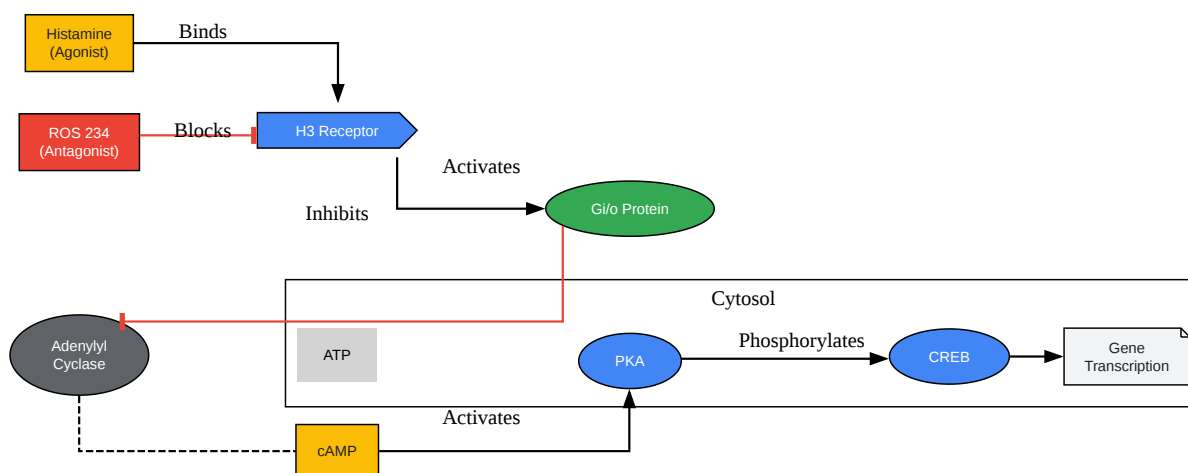 Histamine
(Agonist)
Binds
ROS 234
(Antagonist)
Blocks
H3 Receptor
Activates
Inhibits
Gi/o Protein
Cytosol
Adenylyl
Cyclase
ATP
PKA
Phosphorylates
CREB
Gene
Transcription
Activates
cAMP